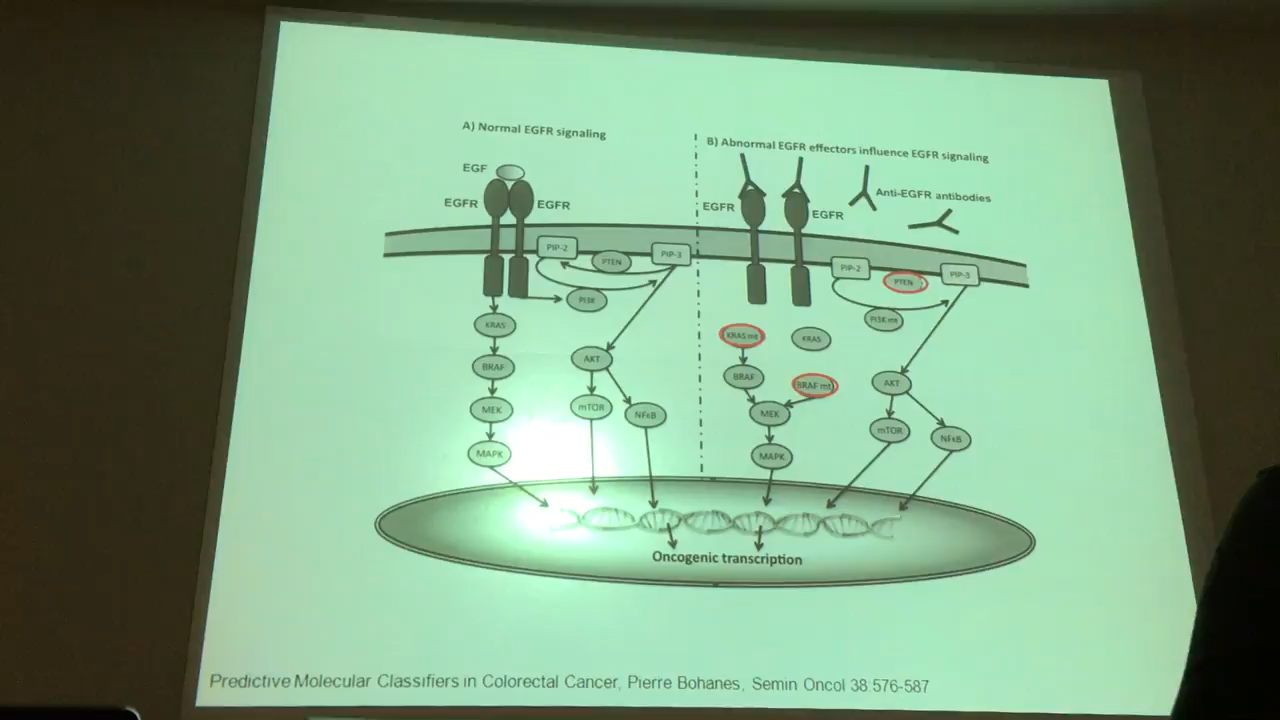 A) Normal EGFR signaling
EGF
EGFR
EGFR
PIP-2
PTEN
PIP-3
PI3K
KRAS
BRAF
MEK
MAPK
AKT
mTOR
NFκB
B) Abnormal EGFR effectors influence EGFR signaling
Anti-EGFR antibodies
EGFR
EGFR
PIP-2
PTEN
PIP-3
PI3K mt
KRAS mt
KRAS
BRAF
BRAF mt
MEK
MAPK
AKT
mTOR
NFκB
Oncogenic transcription
Predictive Molecular Classifiers in Colorectal Cancer, Pierre Bohanes, Semin Oncol 38:576-587